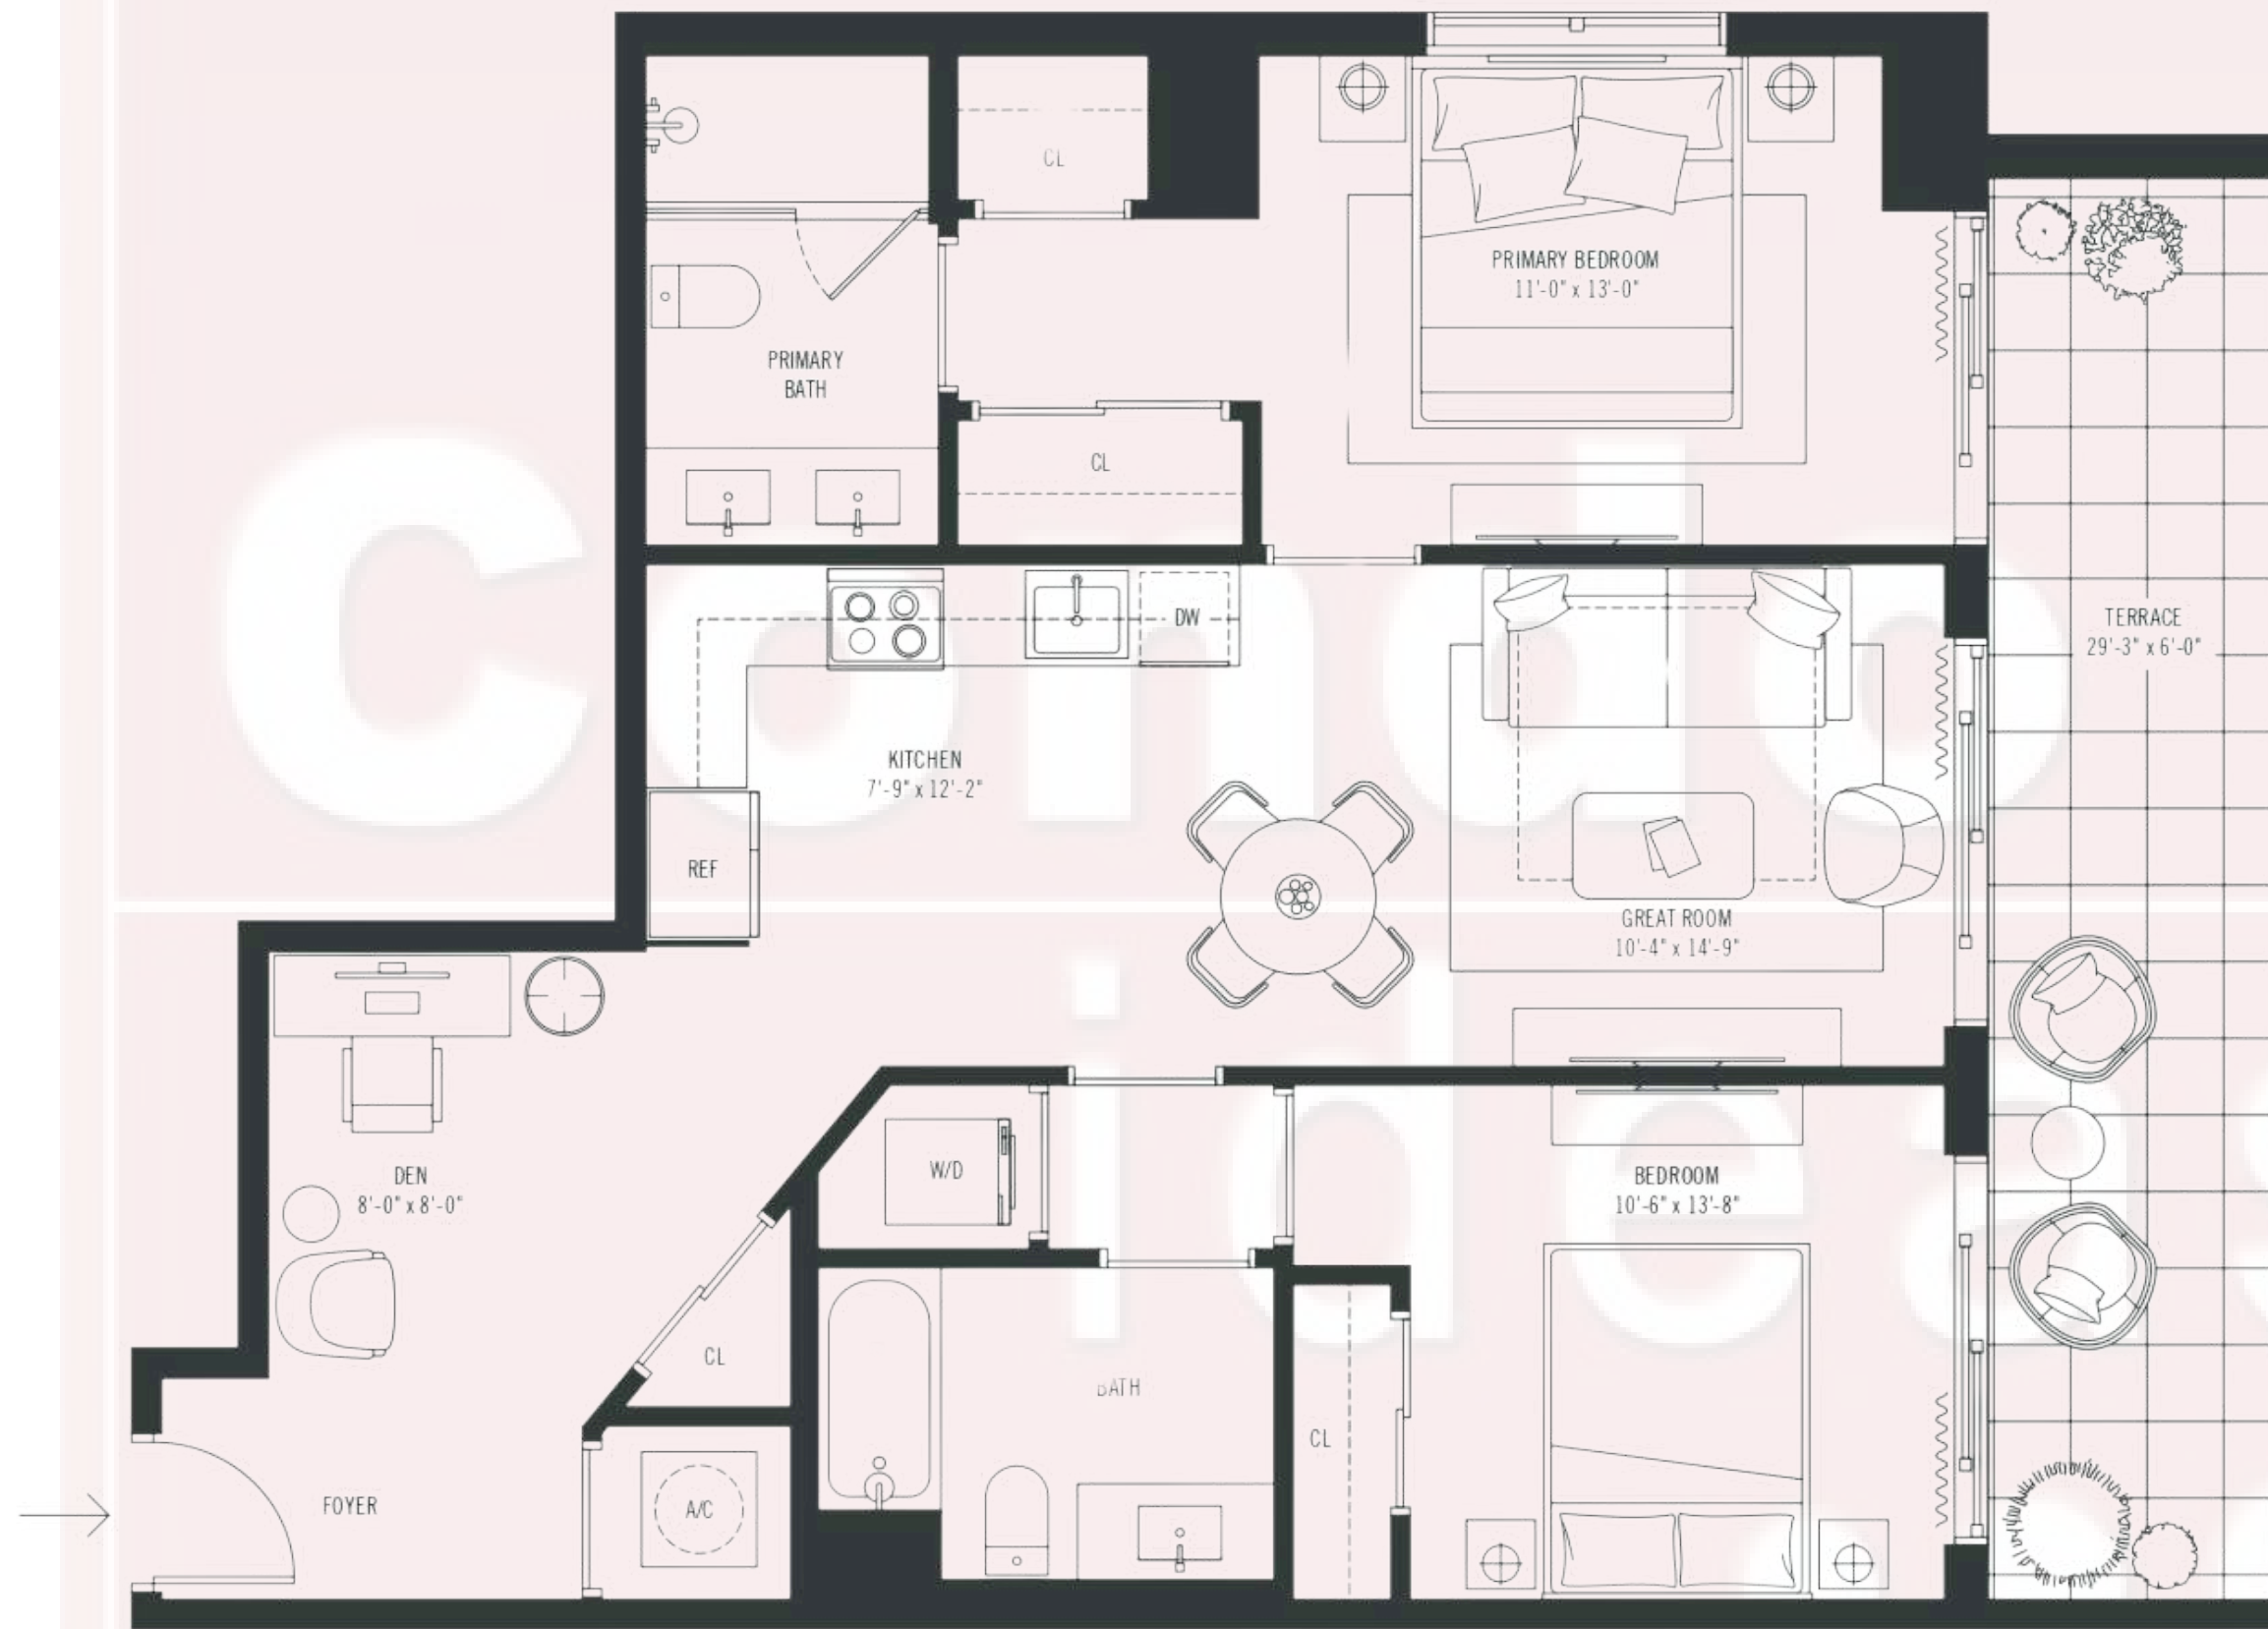 CL
PRIMARY BEDROOM
11'-0" x 13'-0"
PRIMARY
BATH
CL
DW
TERRACE
29'-3" x 6'-0"
KITCHEN
7'-9" x 12'-2"
REF
GREAT ROOM
10'-4" x 14'-9"
W/D
DEN
8'-0" x 8'-0"
BEDROOM
10'-6" x 13'-8"
CL
BATH
CL
A/C
FOYER
condo
ideas